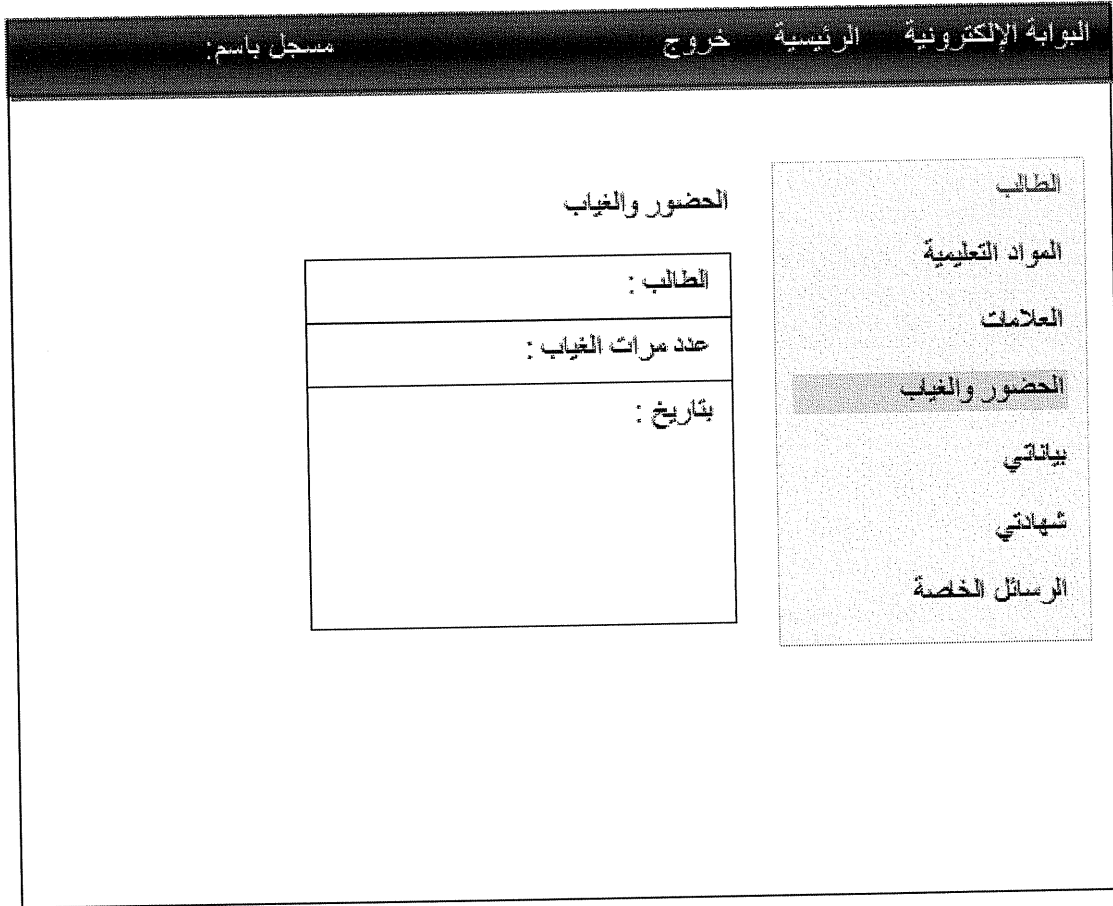 البوابة الإلكترونية الرئيسية خروج مسجل باسم:
الطالب
المواد التعليمية
العلامات
الحضور والغياب
بياناتي
شهادتي
الرسائل الخاصة
الحضور والغياب
الطالب :
عدد مرات الغياب :
بتاريخ :